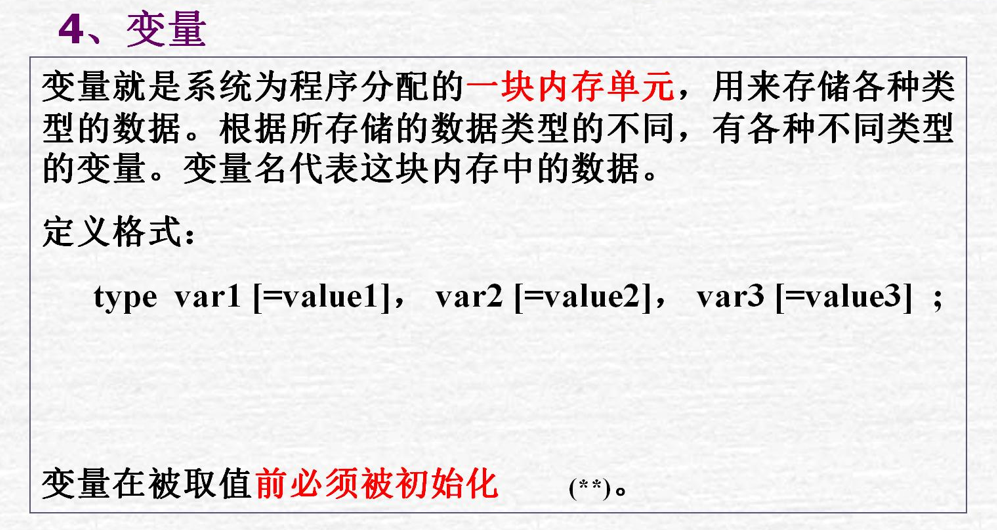 4、变量
变量就是系统为程序分配的一块内存单元，用来存储各种类
型的数据。根据所存储的数据类型的不同，有各种不同类型
的变量。变量名代表这块内存中的数据。
定义格式：
type var1 [=value1]， var2 [=value2]， var3 [=value3] ；
变量在被取值前必须被初始化 (**)。